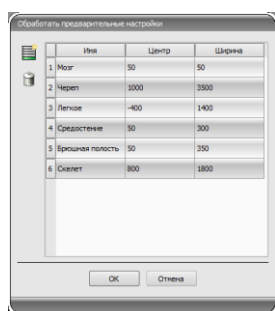 Обработать предварительные настройки
Имя Центр Ширина
1 Мозг 50 50
2 Череп 1000 3500
3 Легкое -400 1400
4 Средостение 50 300
5 Брюшная полость 50 350
6 Скелет 800 1800
OK Отмена